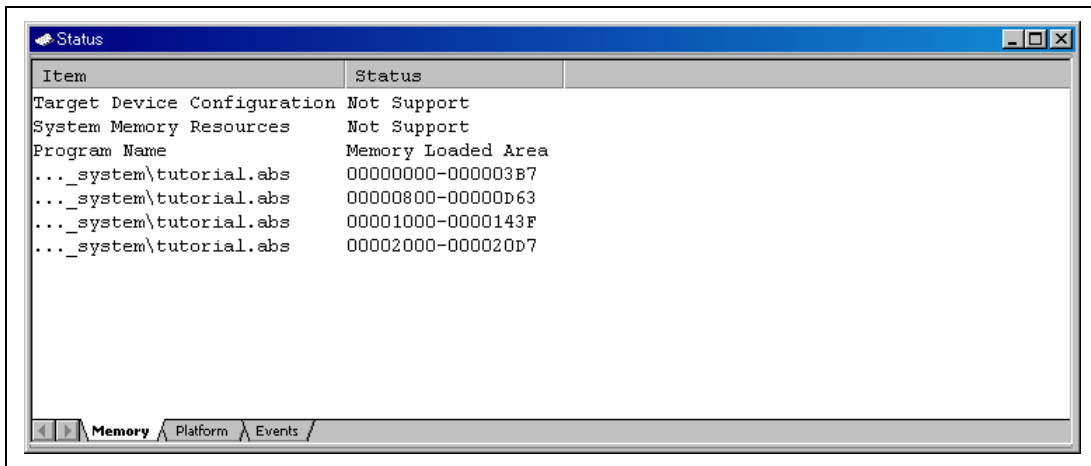 Status
Item Status
Target Device Configuration Not Support
System Memory Resources Not Support
Program Name Memory Loaded Area
..._system\tutorial.abs 00000000-000003B7
..._system\tutorial.abs 00000800-00000D63
..._system\tutorial.abs 00001000-0000143F
..._system\tutorial.abs 00002000-000020D7
Memory Platform Events